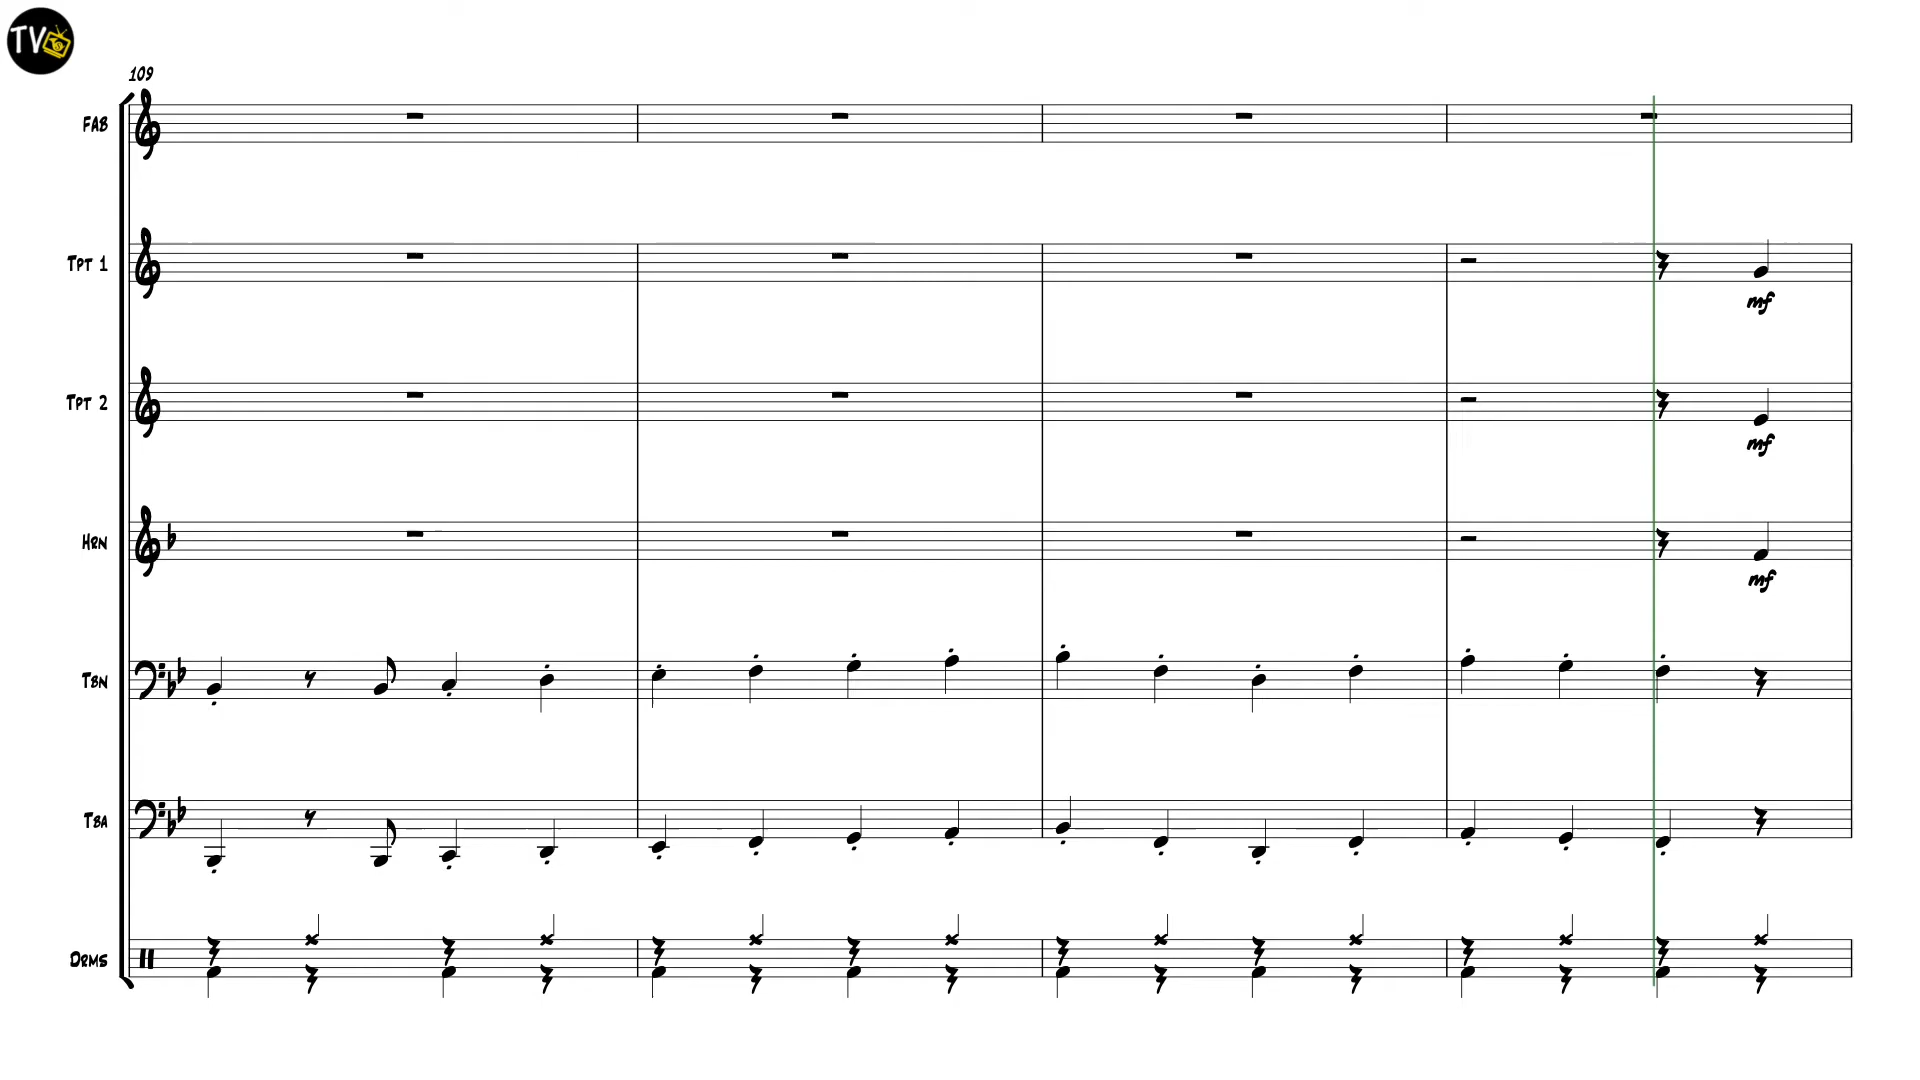 TV
109
FAB
TPT 1
mf
TPT 2
mf
HRN
mf
TBN
TBA
DRMS